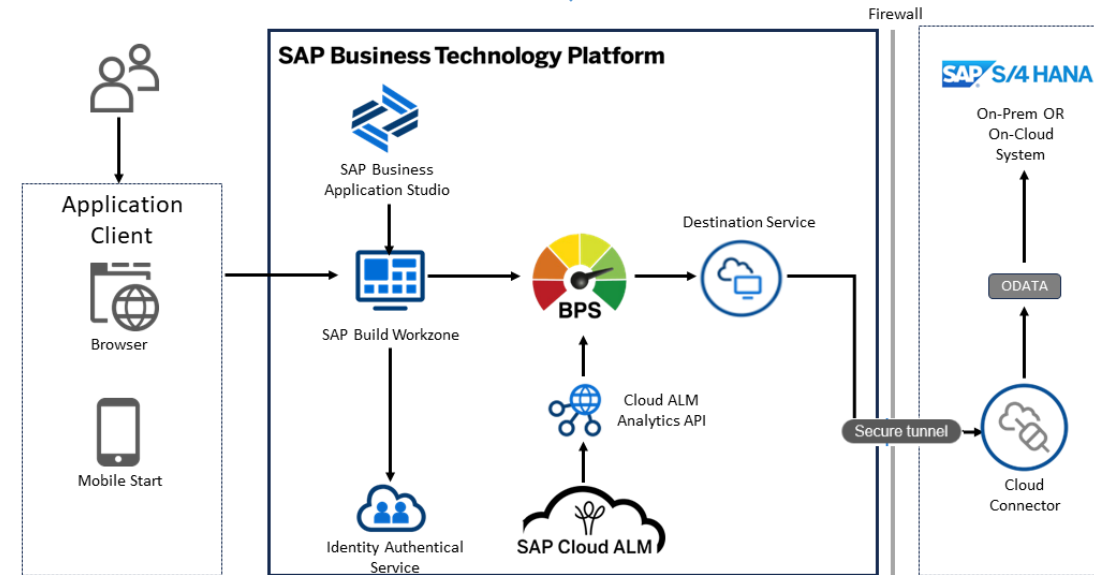 Firewall
SAP Business Technology Platform
SAP S/4 HANA
On-Prem OR
On-Cloud
System
SAP Business
Application Studio
Application
Client
Destination Service
ODATA
BPS
Browser
SAP Build Workzone
Cloud ALM
Analytics API
Secure tunnel
Mobile Start
Cloud
Connector
Identity Authentical
Service
SAP Cloud ALM